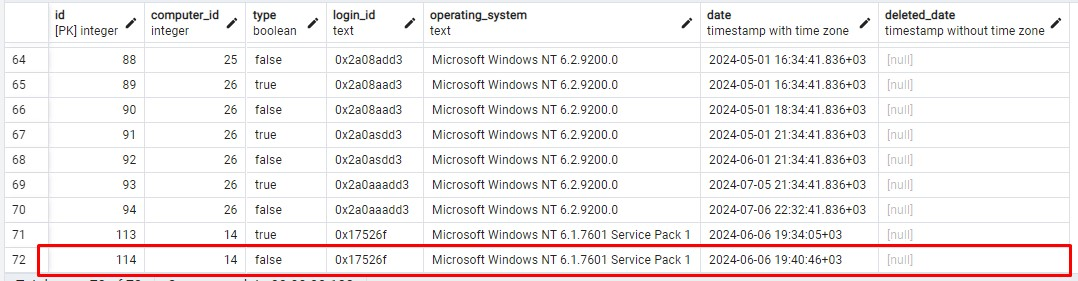 id computer_id type login_id operating_system date deleted_date
[PK] integer integer boolean text text timestamp with time zone timestamp without time zone
64 88 25 false 0x2a08add3 Microsoft Windows NT 6.2.9200.0 2024-05-01 16:34:41.836+03 [null]
65 89 26 true 0x2a08aad3 Microsoft Windows NT 6.2.9200.0 2024-05-01 16:34:41.836+03 [null]
66 90 26 false 0x2a08aad3 Microsoft Windows NT 6.2.9200.0 2024-05-01 18:34:41.836+03 [null]
67 91 26 true 0x2a0asdd3 Microsoft Windows NT 6.2.9200.0 2024-05-01 21:34:41.836+03 [null]
68 92 26 false 0x2a0asdd3 Microsoft Windows NT 6.2.9200.0 2024-06-01 21:34:41.836+03 [null]
69 93 26 true 0x2a0aaadd3 Microsoft Windows NT 6.2.9200.0 2024-07-05 21:34:41.836+03 [null]
70 94 26 false 0x2a0aaadd3 Microsoft Windows NT 6.2.9200.0 2024-07-06 22:32:41.836+03 [null]
71 113 14 true 0x17526f Microsoft Windows NT 6.1.7601 Service Pack 1 2024-06-06 19:34:05+03 [null]
72 114 14 false 0x17526f Microsoft Windows NT 6.1.7601 Service Pack 1 2024-06-06 19:40:46+03 [null]